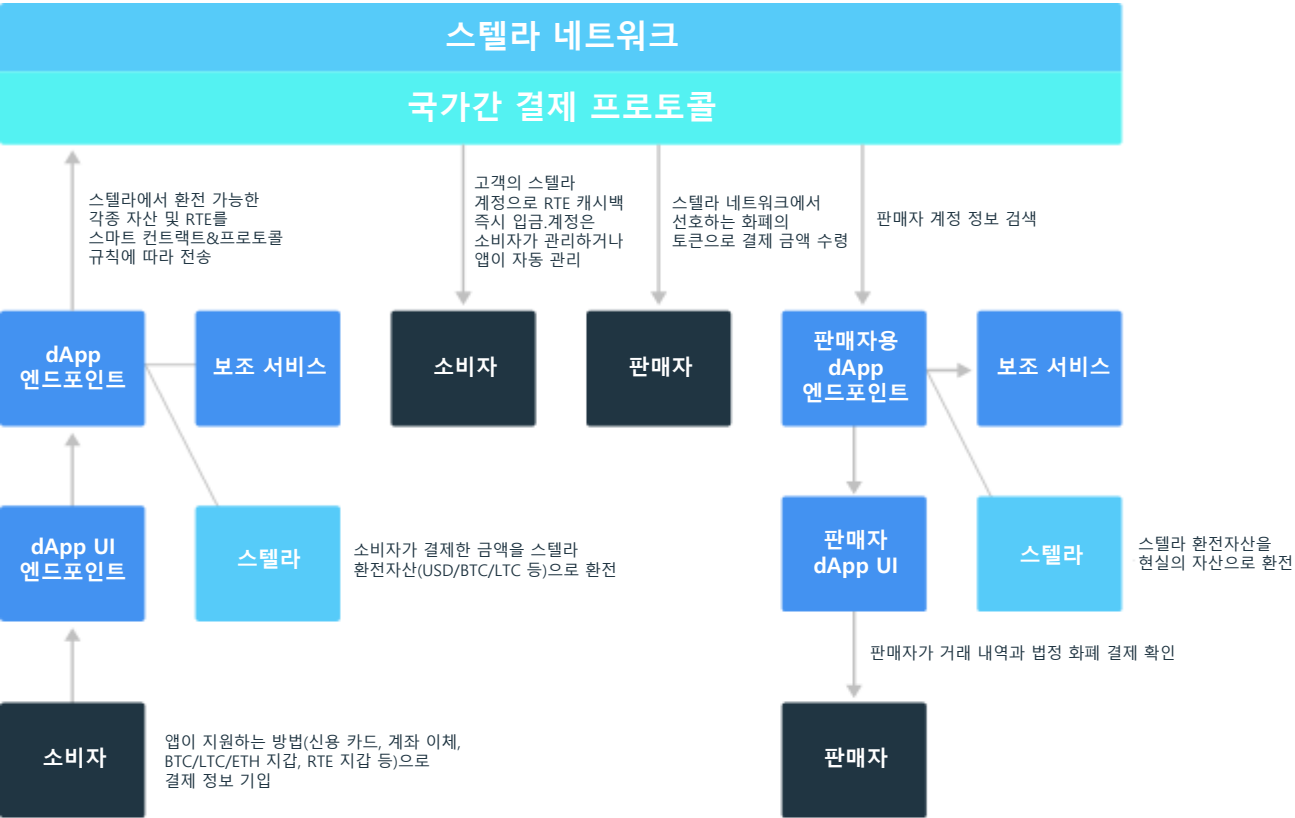 스텔라 네트워크
국가간 결제 프로토콜
스텔라에서 환전 가능한
각종 자산 및 RTE를
스마트 컨트랙트&프로토콜
규칙에 따라 전송
고객의 스텔라
계정으로 RTE 캐시백
즉시 입금.계정은
소비자가 관리하거나
앱이 자동 관리
스텔라 네트워크에서
선호하는 화폐의
토큰으로 결제 금액 수령
판매자 계정 정보 검색
dApp
엔드포인트
보조 서비스
소비자
판매자
판매자용
dApp
엔드포인트
보조 서비스
dApp UI
엔드포인트
스텔라
소비자가 결제한 금액을 스텔라
환전자산(USD/BTC/LTC 등)으로 환전
판매자
dApp UI
스텔라
스텔라 환전자산을
현실의 자산으로 환전
판매자가 거래 내역과 법정 화폐 결제 확인
소비자
앱이 지원하는 방법(신용 카드, 계좌 이체,
BTC/LTC/ETH 지갑, RTE 지갑 등)으로
결제 정보 기입
판매자